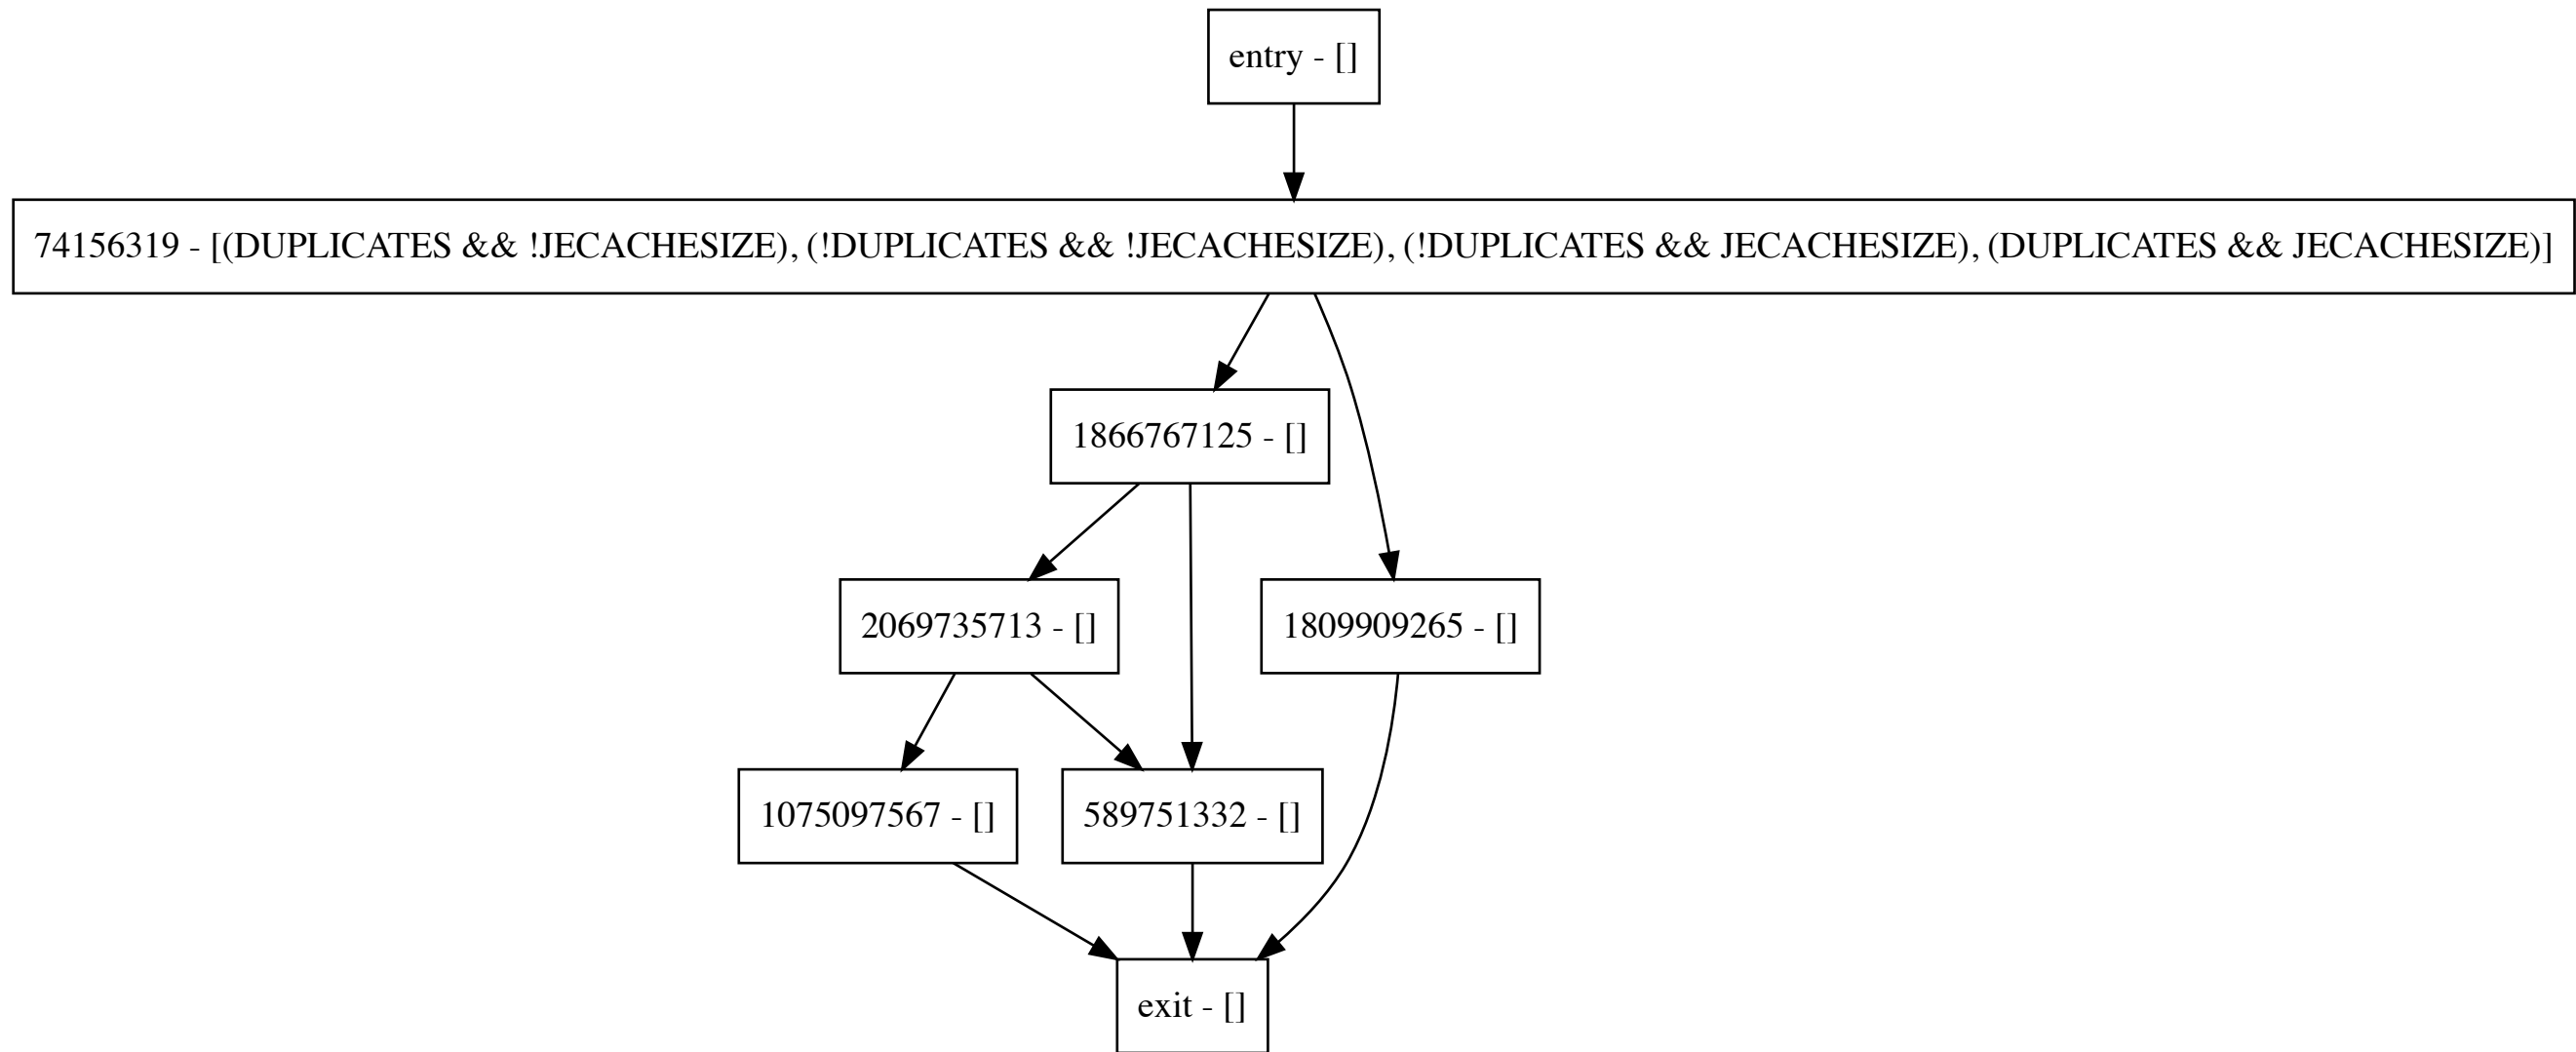 entry - []
74156319 - [(DUPLICATES && !JECACHESIZE), (!DUPLICATES && !JECACHESIZE), (!DUPLICATES && JECACHESIZE), (DUPLICATES && JECACHESIZE)]
1866767125 - []
2069735713 - []
1809909265 - []
1075097567 - []
589751332 - []
exit - []